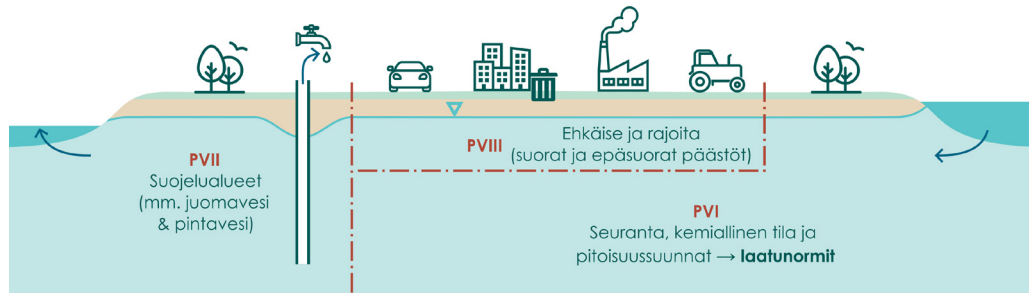 PVII
Suojelualueet
(mm. juomavesi
& pintavesi)
PVIII
Ehkäise ja rajoita
(suorat ja epäsuorat päästöt)
PVI
Seuranta, kemiallinen tila ja
pitoisuussuunnat → laatunormit